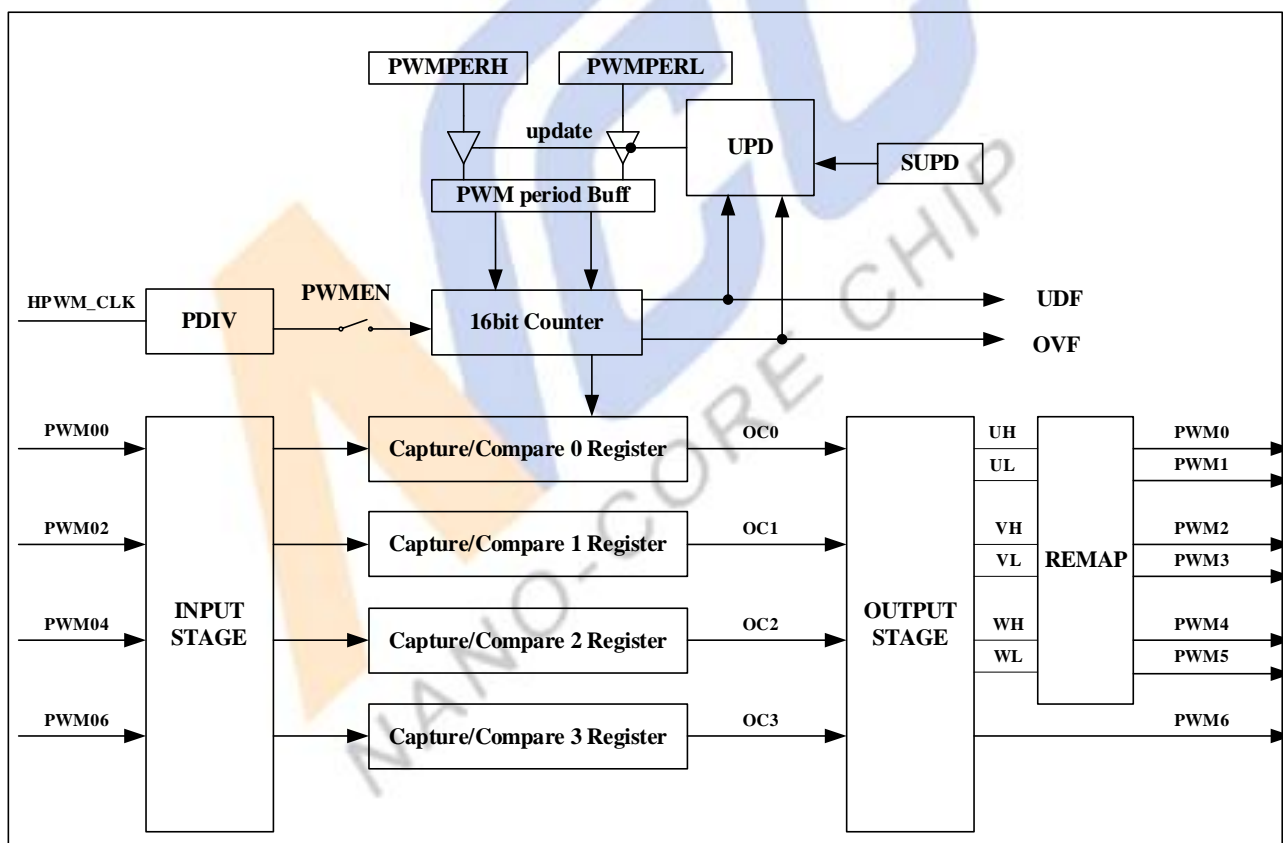 PWMPERH
PWMPERL
update
UPD
SUPD
PWM period Buff
HPWM_CLK
PDIV
PWMEN
16bit Counter
UDF
OVF
PWM00
PWM02
PWM04
PWM06
INPUT
STAGE
Capture/Compare 0 Register
Capture/Compare 1 Register
Capture/Compare 2 Register
Capture/Compare 3 Register
OC0
OC1
OC2
OC3
OUTPUT
STAGE
UH
UL
VH
VL
WH
WL
REMAP
PWM0
PWM1
PWM2
PWM3
PWM4
PWM5
PWM6
NANO-CORE CHIP